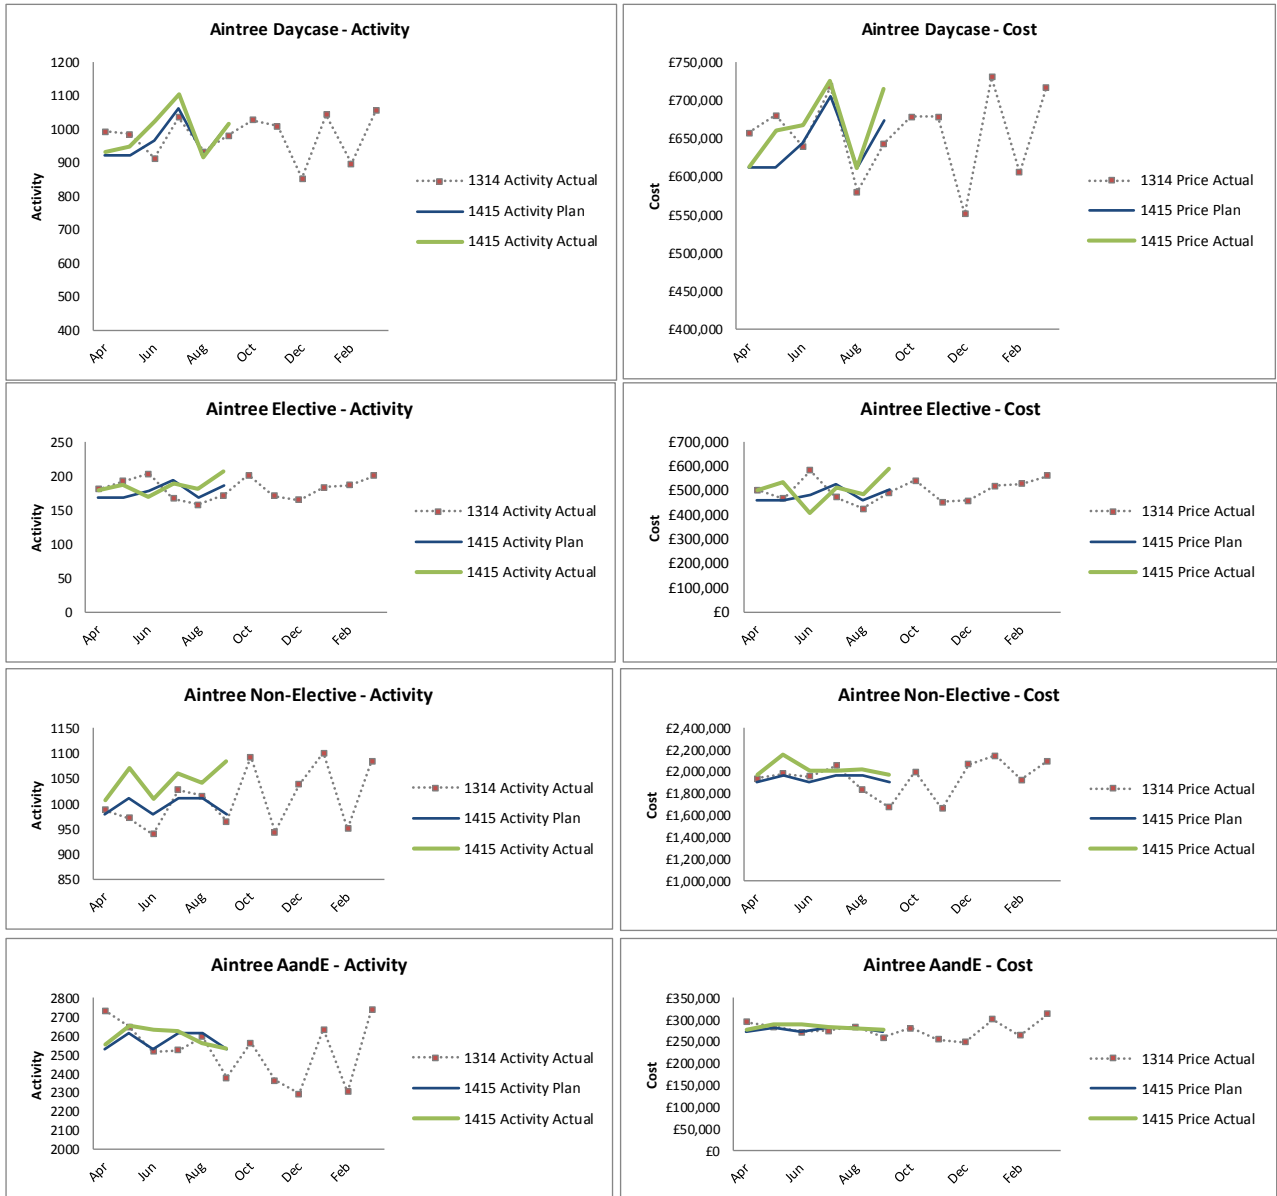 Aintree Daycase - Activity
1200
1100
1000
900
800
700
600
500
400
Activity
Apr
Jun
Aug
Oct
Dec
Feb
1314 Activity Actual
1415 Activity Plan
1415 Activity Actual
Aintree Daycase - Cost
£750,000
£700,000
£650,000
£600,000
£550,000
£500,000
£450,000
£400,000
Cost
Apr
Jun
Aug
Oct
Dec
Feb
1314 Price Actual
1415 Price Plan
1415 Price Actual
Aintree Elective - Activity
250
200
150
100
50
0
Activity
Apr
Jun
Aug
Oct
Dec
Feb
1314 Activity Actual
1415 Activity Plan
1415 Activity Actual
Aintree Elective - Cost
£700,000
£600,000
£500,000
£400,000
£300,000
£200,000
£100,000
£0
Cost
Apr
Jun
Aug
Oct
Dec
Feb
1314 Price Actual
1415 Price Plan
1415 Price Actual
Aintree Non-Elective - Activity
1150
1100
1050
1000
950
900
850
Activity
Apr
Jun
Aug
Oct
Dec
Feb
1314 Activity Actual
1415 Activity Plan
1415 Activity Actual
Aintree Non-Elective - Cost
£2,400,000
£2,200,000
£2,000,000
£1,800,000
£1,600,000
£1,400,000
£1,200,000
£1,000,000
Cost
Apr
Jun
Aug
Oct
Dec
Feb
1314 Price Actual
1415 Price Plan
1415 Price Actual
Aintree AandE - Activity
2800
2700
2600
2500
2400
2300
2200
2100
2000
Activity
Apr
Jun
Aug
Oct
Dec
Feb
1314 Activity Actual
1415 Activity Plan
1415 Activity Actual
Aintree AandE - Cost
£350,000
£300,000
£250,000
£200,000
£150,000
£100,000
£50,000
£0
Cost
Apr
Jun
Aug
Oct
Dec
Feb
1314 Price Actual
1415 Price Plan
1415 Price Actual